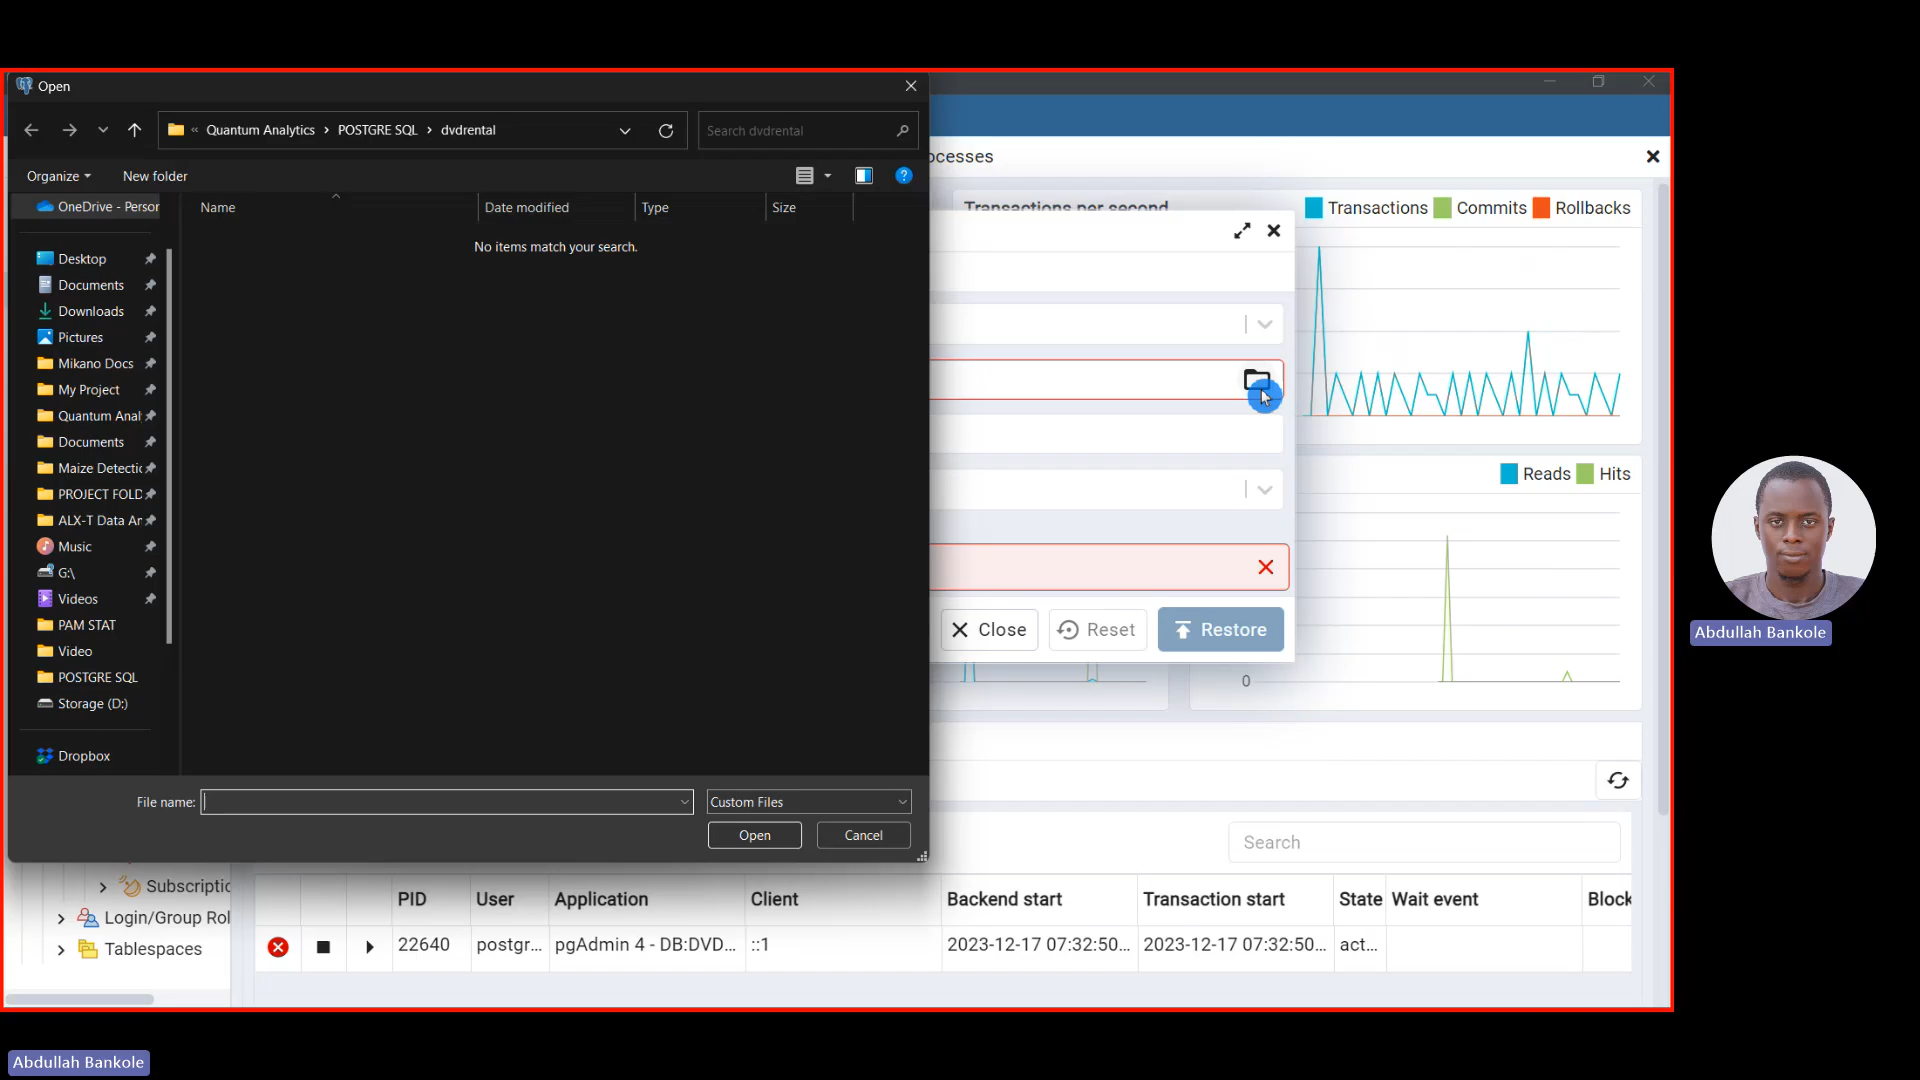 Open
« Quantum Analytics › POSTGRE SQL › dvdrental
Search dvdrental
Organize
New folder
OneDrive - Persor
Name
Date modified
Type
Size
No items match your search.
Desktop
Documents
Downloads
Pictures
Mikano Docs
My Project
Quantum Anal
Documents
Maize Detectic
PROJECT FOLD
ALX-T Data Ar
Music
G:\
Videos
PAM STAT
Video
POSTGRE SQL
Storage (D:)
Dropbox
File name:
Custom Files
Open
Cancel
ocesses
Transactions per second
Transactions
Commits
Rollbacks
Reads
Hits
Close
Reset
Restore
0
Search
Subscriptic
Login/Group Rol
Tablespaces
PID
User
Application
Client
Backend start
Transaction start
State
Wait event
Block
22640
postgr...
pgAdmin 4 - DB:DVD...
::1
2023-12-17 07:32:50...
2023-12-17 07:32:50...
act...
Abdullah Bankole
Abdullah Bankole